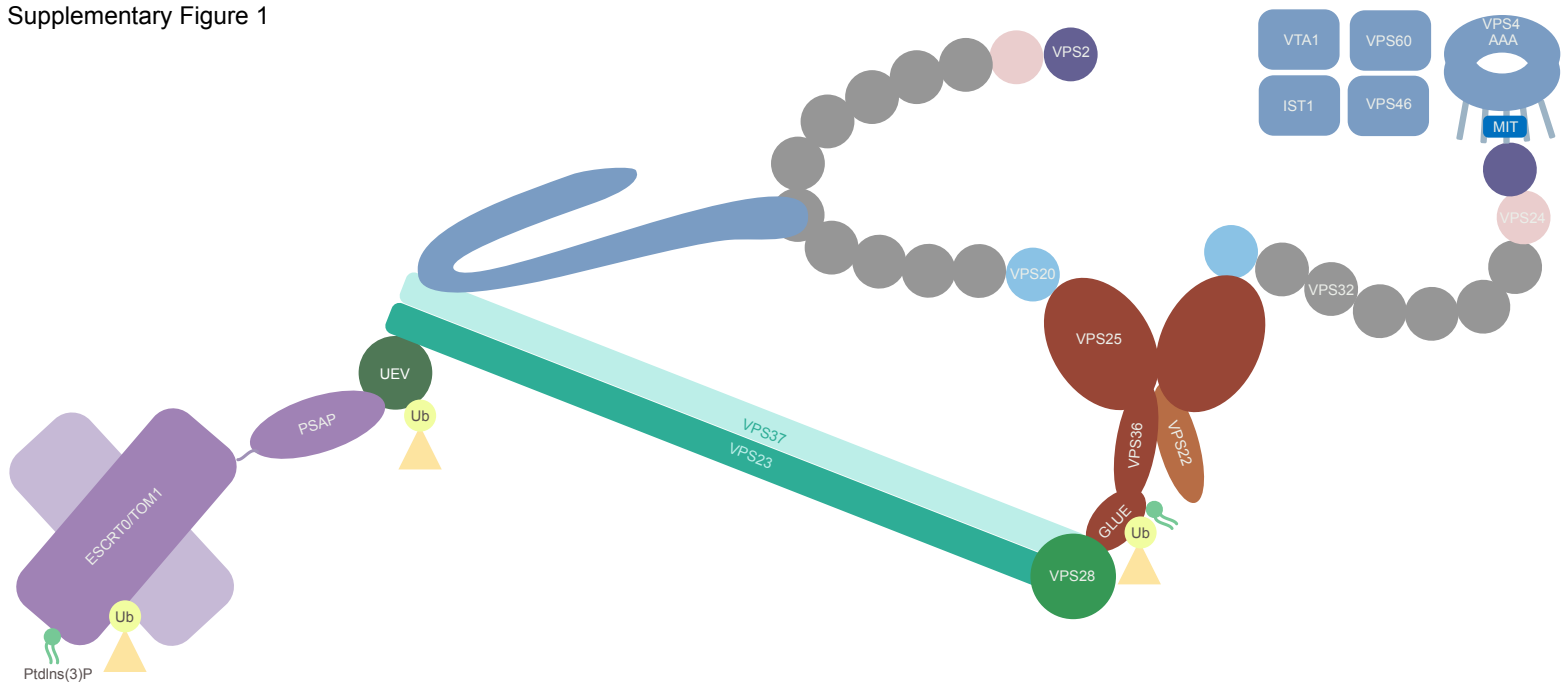 Supplementary Figure 1
VPS2
VTA1
VPS60
VPS4
AAA
IST1
VPS46
MIT
VPS24
VPS20
VPS32
VPS25
UEV
PSAP
Ub
VPS37
VPS23
VPS36
VPS22
GLUE
Ub
VPS28
ESCRT0/TOM1
Ub
PtdIns(3)P